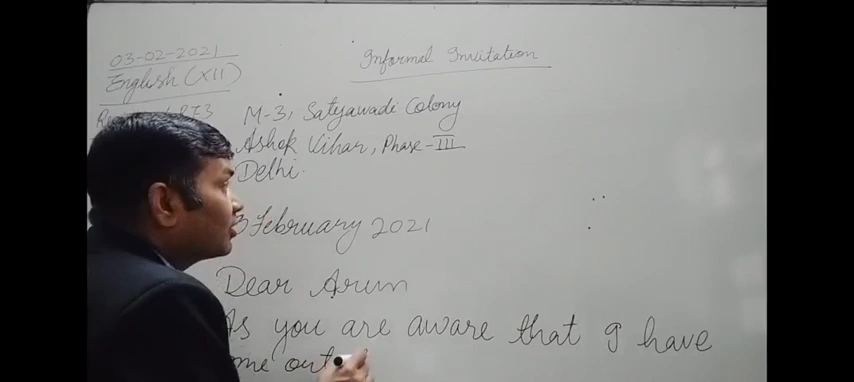 03-02-2021
English (XII)
Informal Invitation
M-3, Satyawadi Colony
Ashok Vihar, Phase-III
Delhi.
3 February 2021
Dear Arun
As you are aware that I have
out